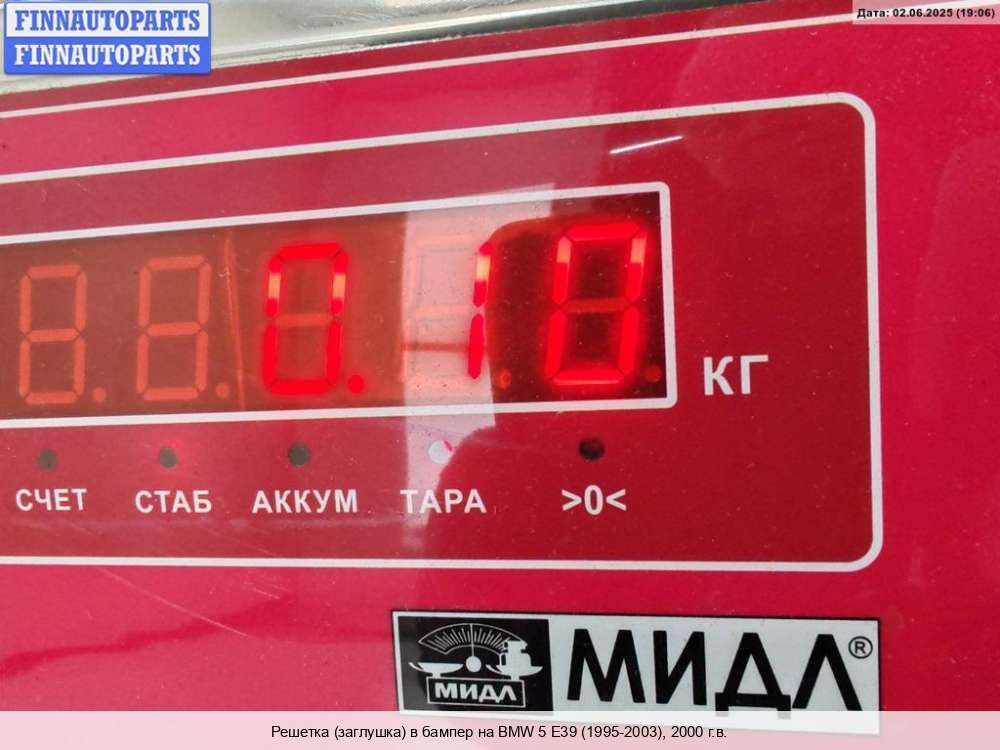 FINNAUTOPARTS
FINNAUTOPARTS
Дата: 02.06.2025 (19:06)
0.10
КГ
СЧЕТ СТАБ АККУМ ТАРА >0<
МИДЛ МИДЛ®
Решетка (заглушка) в бампер на BMW 5 E39 (1995-2003), 2000 г.в.